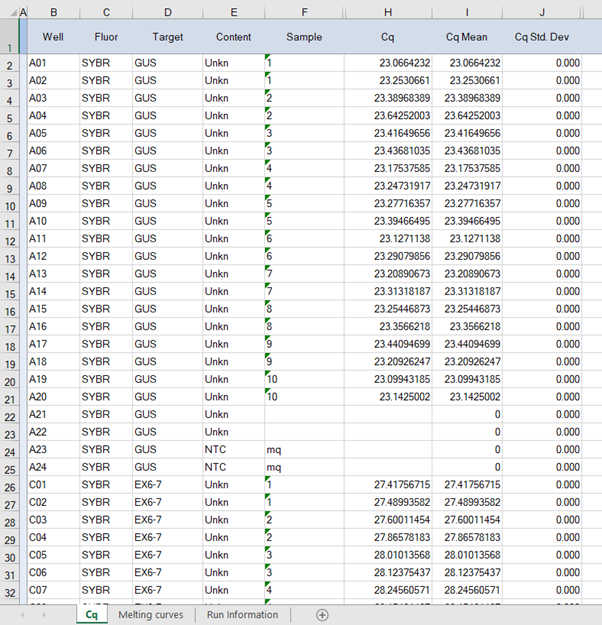 A B C D E F H I J
1 Well Fluor Target Content Sample Cq Cq Mean Cq Std. Dev
2 A01 SYBR GUS Unkn 1 23.0664232 23.0664232 0.000
3 A02 SYBR GUS Unkn 1 23.2530661 23.2530661 0.000
4 A03 SYBR GUS Unkn 2 23.38968389 23.38968389 0.000
5 A04 SYBR GUS Unkn 2 23.64252003 23.64252003 0.000
6 A05 SYBR GUS Unkn 3 23.41649656 23.41649656 0.000
7 A06 SYBR GUS Unkn 3 23.43681035 23.43681035 0.000
8 A07 SYBR GUS Unkn 4 23.17537585 23.17537585 0.000
9 A08 SYBR GUS Unkn 4 23.24731917 23.24731917 0.000
10 A09 SYBR GUS Unkn 5 23.27716357 23.27716357 0.000
11 A10 SYBR GUS Unkn 5 23.39466495 23.39466495 0.000
12 A11 SYBR GUS Unkn 6 23.1271138 23.1271138 0.000
13 A12 SYBR GUS Unkn 6 23.29079856 23.29079856 0.000
14 A13 SYBR GUS Unkn 7 23.20890673 23.20890673 0.000
15 A14 SYBR GUS Unkn 7 23.31318187 23.31318187 0.000
16 A15 SYBR GUS Unkn 8 23.25446873 23.25446873 0.000
17 A16 SYBR GUS Unkn 8 23.3566218 23.3566218 0.000
18 A17 SYBR GUS Unkn 9 23.44094699 23.44094699 0.000
19 A18 SYBR GUS Unkn 9 23.20926247 23.20926247 0.000
20 A19 SYBR GUS Unkn 10 23.09943185 23.09943185 0.000
21 A20 SYBR GUS Unkn 10 23.1425002 23.1425002 0.000
22 A21 SYBR GUS Unkn 0 0.000
23 A22 SYBR GUS Unkn 0 0.000
24 A23 SYBR GUS NTC mq 0 0.000
25 A24 SYBR GUS NTC mq 0 0.000
26 C01 SYBR EX6-7 Unkn 1 27.41756715 27.41756715 0.000
27 C02 SYBR EX6-7 Unkn 1 27.48993582 27.48993582 0.000
28 C03 SYBR EX6-7 Unkn 2 27.60011454 27.60011454 0.000
29 C04 SYBR EX6-7 Unkn 2 27.86578183 27.86578183 0.000
30 C05 SYBR EX6-7 Unkn 3 28.01013568 28.01013568 0.000
31 C06 SYBR EX6-7 Unkn 3 28.12375437 28.12375437 0.000
32 C07 SYBR EX6-7 Unkn 4 28.24560571 28.24560571 0.000
Cq Melting curves Run Information